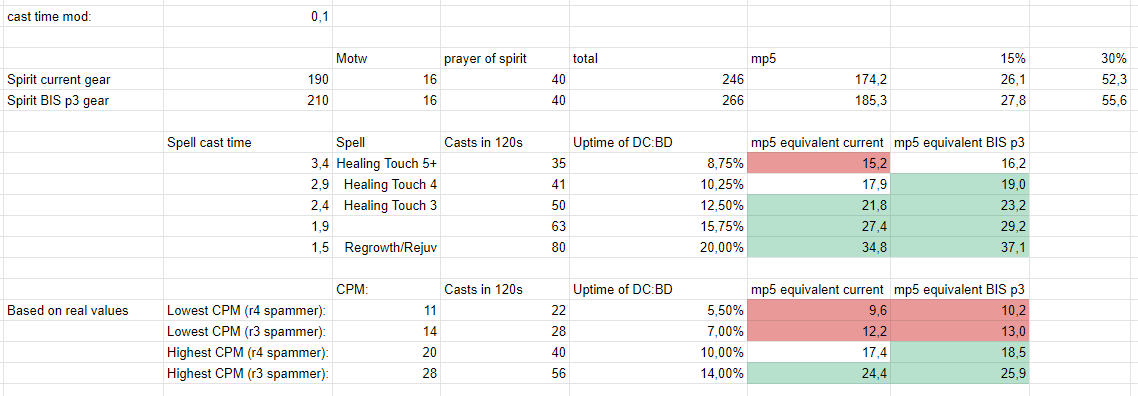 cast time mod: 0,1
Motw prayer of spirit total mp5 15% 30%
Spirit current gear 190 16 40 246 174,2 26,1 52,3
Spirit BIS p3 gear 210 16 40 266 185,3 27,8 55,6
Spell cast time Spell Casts in 120s Uptime of DC:BD mp5 equivalent current mp5 equivalent BIS p3
3,4 Healing Touch 5+ 35 8,75% 15,2 16,2
2,9 Healing Touch 4 41 10,25% 17,9 19,0
2,4 Healing Touch 3 50 12,50% 21,8 23,2
1,9 63 15,75% 27,4 29,2
1,5 Regrowth/Rejuv 80 20,00% 34,8 37,1
CPM: Casts in 120s Uptime of DC:BD mp5 equivalent current mp5 equivalent BIS p3
Based on real values Lowest CPM (r4 spammer): 11 22 5,50% 9,6 10,2
Lowest CPM (r3 spammer): 14 28 7,00% 12,2 13,0
Highest CPM (r4 spammer): 20 40 10,00% 17,4 18,5
Highest CPM (r3 spammer): 28 56 14,00% 24,4 25,9